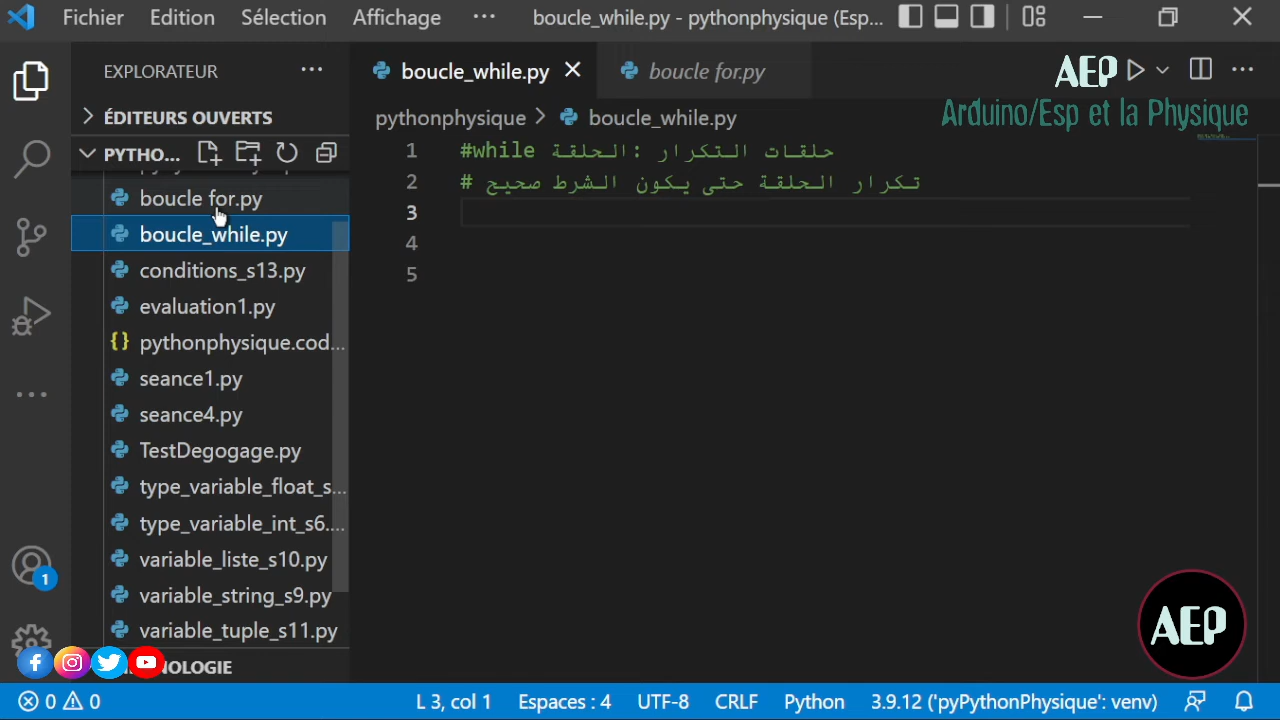 Fichier Edition Sélection Affichage ··· boucle_while.py - pythonphysique (Esp...
EXPLORATEUR ···
ÉDITEURS OUVERTS
PYTHO...
boucle for.py
boucle_while.py
conditions_s13.py
evaluation1.py
{} pythonphysique.cod...
seance1.py
seance4.py
TestDegogage.py
type_variable_float_s...
type_variable_int_s6....
variable_liste_s10.py
variable_string_s9.py
variable_tuple_s11.py
boucle_while.py boucle for.py
AEP
Arduino/Esp et la Physique
pythonphysique > boucle_while.py
1 #while حلقات التكرار :الحلقة
2 # تكرار الحلقة حتى يكون الشرط صحيح
3
4
5
1
AEP
0 0 L 3, col 1 Espaces : 4 UTF-8 CRLF Python 3.9.12 ('pyPythonPhysique': venv)